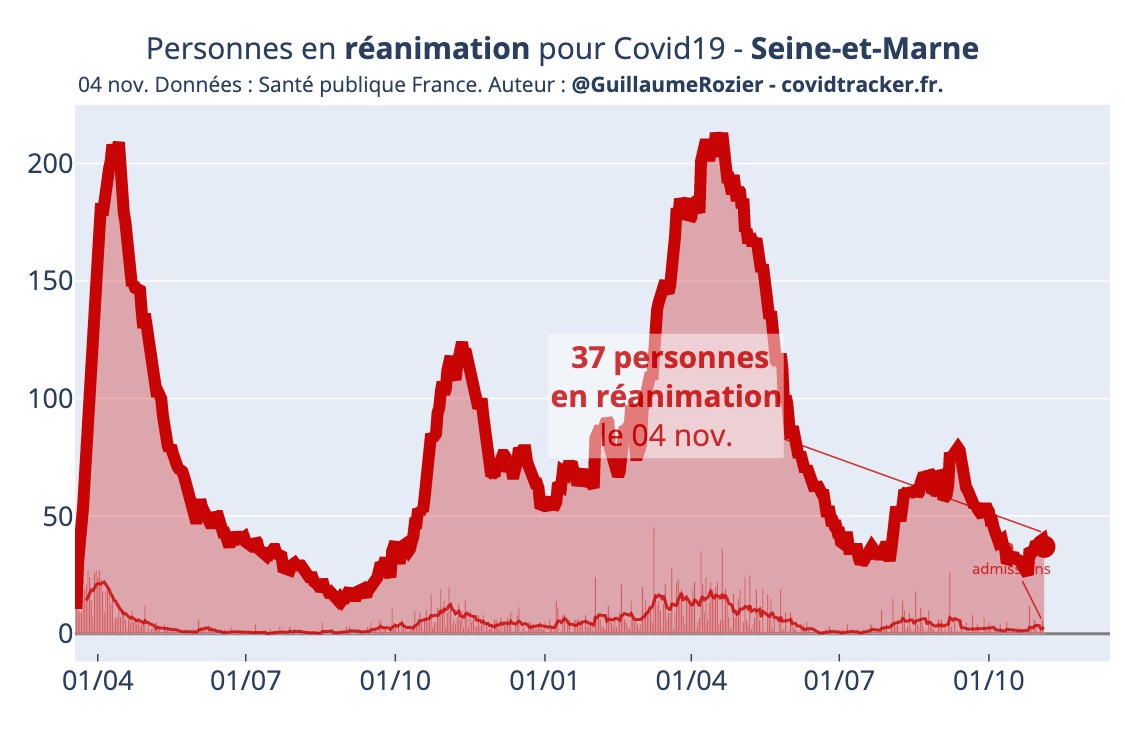 Personnes en réanimation pour Covid19 - Seine-et-Marne
04 nov. Données : Santé publique France. Auteur : @GuillaumeRozier - covidtracker.fr.
200
150
100
50
0
37 personnes
en réanimation
le 04 nov.
admissions
01/04 01/07 01/10 01/01 01/04 01/07 01/10